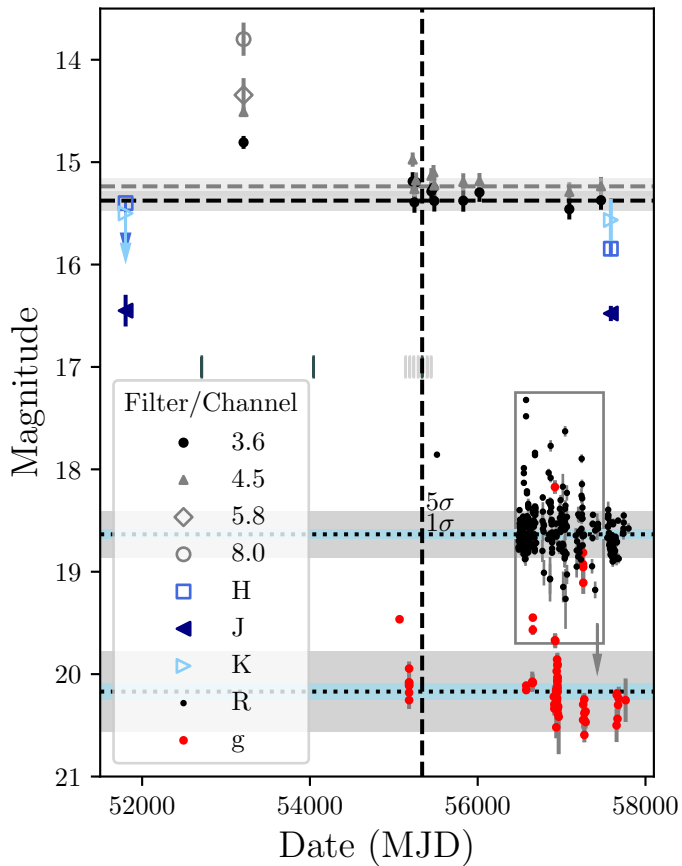 14
15
16
17
18
19
20
21
Magnitude
Filter/Channel
3.6
4.5
5.8
8.0
H
J
K
R
g
5σ
1σ
52000 54000 56000 58000
Date (MJD)